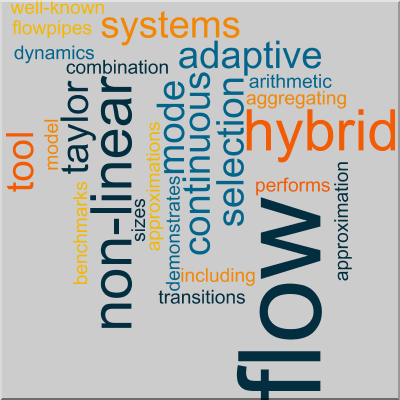 well-known
flowpipes
systems
dynamics
adaptive
combination
arithmetic
aggregating
hybrid
tool
model
taylor
non-linear
mode
continuous
selection
benchmarks
sizes
approximations
demonstrates
performs
approximation
including
transitions
flow